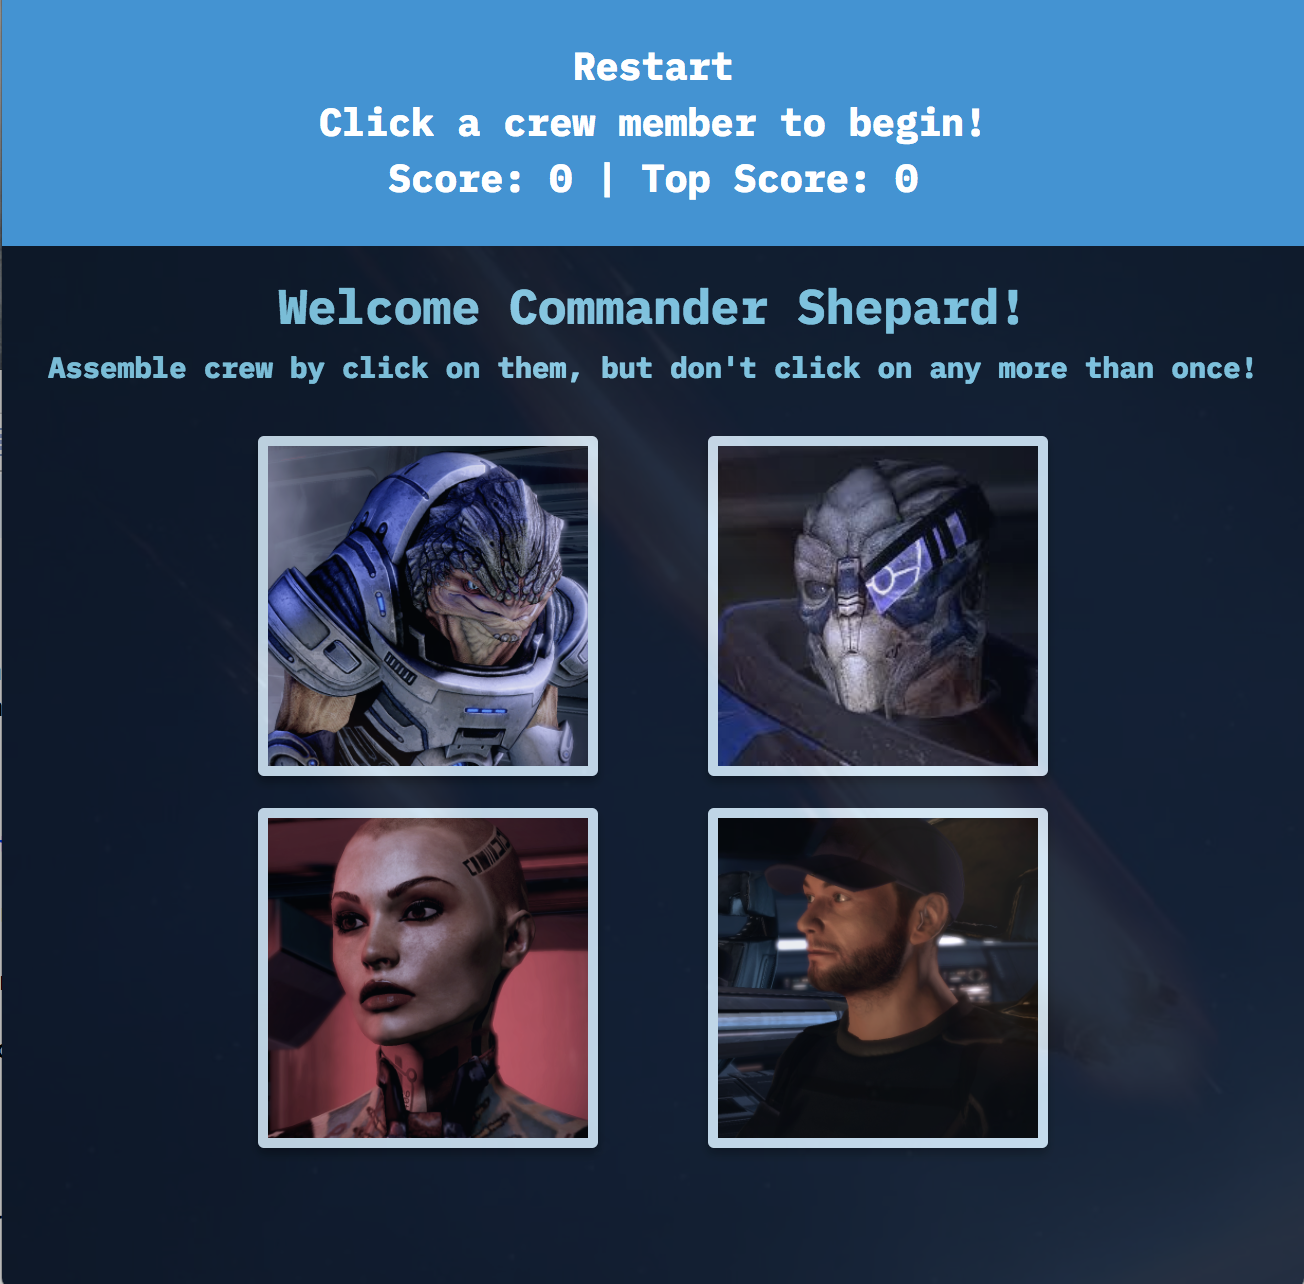 Restart
Click a crew member to begin!
Score: 0 | Top Score: 0
Welcome Commander Shepard!
Assemble crew by click on them, but don't click on any more than once!